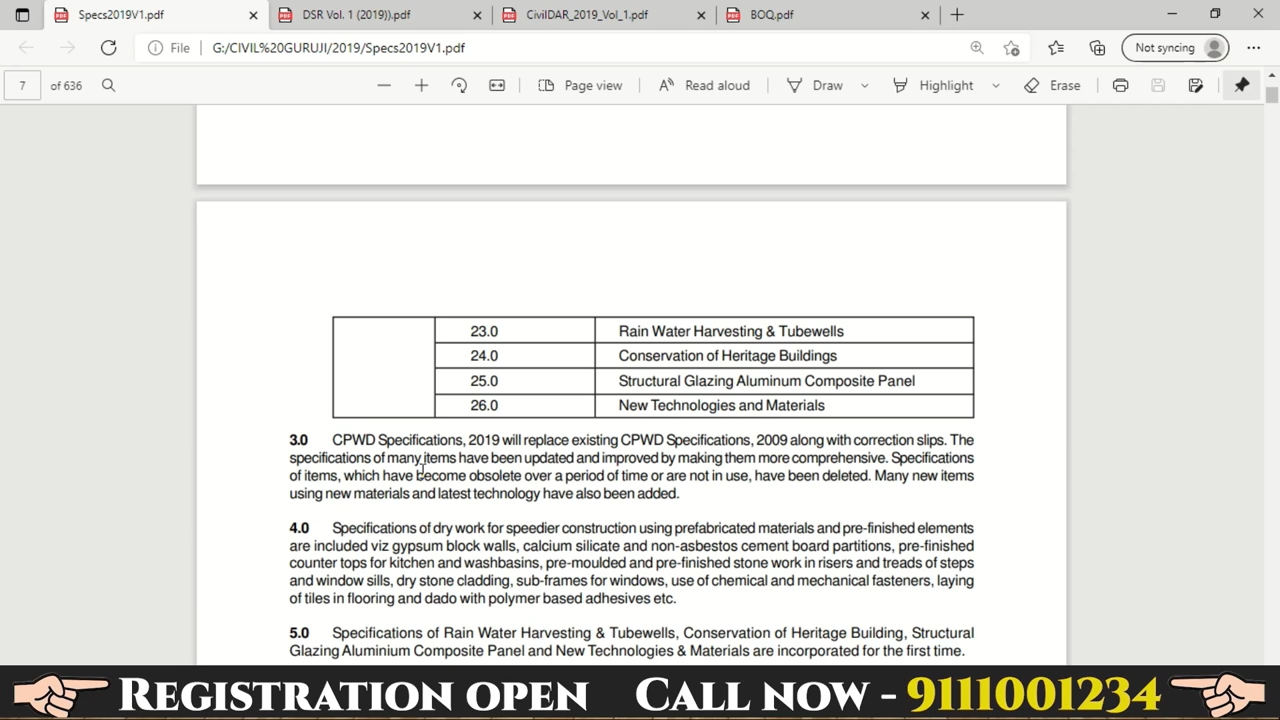 Specs2019V1.pdf
DSR Vol. 1 (2019)).pdf
CivilDAR_2019_Vol_1.pdf
BOQ.pdf
File
G:/CIVIL%20GURUJI/2019/Specs2019V1.pdf
Not syncing
7 of 636
Page view
Read aloud
Draw
Highlight
Erase
23.0 Rain Water Harvesting & Tubewells
24.0 Conservation of Heritage Buildings
25.0 Structural Glazing Aluminum Composite Panel
26.0 New Technologies and Materials
3.0 CPWD Specifications, 2019 will replace existing CPWD Specifications, 2009 along with correction slips. The
specifications of many items have been updated and improved by making them more comprehensive. Specifications
of items, which have become obsolete over a period of time or are not in use, have been deleted. Many new items
using new materials and latest technology have also been added.
4.0 Specifications of dry work for speedier construction using prefabricated materials and pre-finished elements
are included viz gypsum block walls, calcium silicate and non-asbestos cement board partitions, pre-finished
counter tops for kitchen and washbasins, pre-moulded and pre-finished stone work in risers and treads of steps
and window sills, dry stone cladding, sub-frames for windows, use of chemical and mechanical fasteners, laying
of tiles in flooring and dado with polymer based adhesives etc.
5.0 Specifications of Rain Water Harvesting & Tubewells, Conservation of Heritage Building, Structural
Glazing Aluminium Composite Panel and New Technologies & Materials are incorporated for the first time.
REGISTRATION OPEN CALL NOW - 9111001234